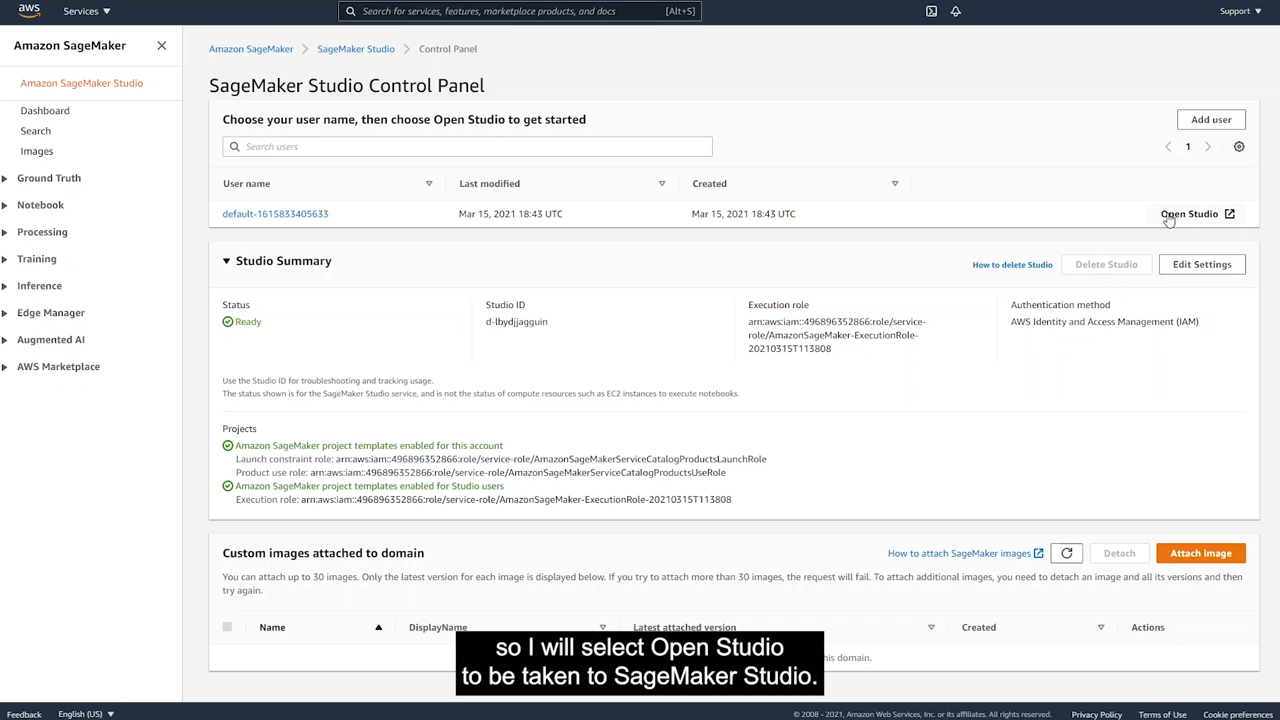 aws
Services
Search for services, features, marketplace products, and docs [Alt+S]
Support
Amazon SageMaker
Amazon SageMaker Studio
Dashboard
Search
Images
Ground Truth
Notebook
Processing
Training
Inference
Edge Manager
Augmented AI
AWS Marketplace
Amazon SageMaker > SageMaker Studio > Control Panel
SageMaker Studio Control Panel
Choose your user name, then choose Open Studio to get started
Add user
Search users
1
User name Last modified Created
default-1615833405633 Mar 15, 2021 18:43 UTC Mar 15, 2021 18:43 UTC Open Studio
Studio Summary
How to delete Studio Delete Studio Edit Settings
Status
Ready
Studio ID
d-lbydjjagguin
Execution role
arn:aws:iam::496896352866:role/service-
role/AmazonSageMaker-ExecutionRole-
20210315T113808
Authentication method
AWS Identity and Access Management (IAM)
Use the Studio ID for troubleshooting and tracking usage.
The status shown is for the SageMaker Studio service, and is not the status of compute resources such as EC2 instances to execute notebooks.
Projects
Amazon SageMaker project templates enabled for this account
Launch constraint role: arn:aws:iam::496896352866:role/service-role/AmazonSageMakerServiceCatalogProductsLaunchRole
Product use role: arn:aws:iam::496896352866:role/service-role/AmazonSageMakerServiceCatalogProductsUseRole
Amazon SageMaker project templates enabled for Studio users
Execution role: arn:aws:iam::496896352866:role/service-role/AmazonSageMaker-ExecutionRole-20210315T113808
Custom images attached to domain
How to attach SageMaker images Detach Attach image
You can attach up to 30 images. Only the latest version for each image is displayed below. If you try to attach more than 30 images, the request will fail. To attach additional images, you need to detach an image and all its versions and then
try again.
Name DisplayName Latest attached version Created Actions
this domain.
so I will select Open Studio
to be taken to SageMaker Studio.
Feedback English (US)
© 2008 - 2021, Amazon Web Services, Inc. or its affiliates. All rights reserved. Privacy Policy Terms of Use Cookie preferences